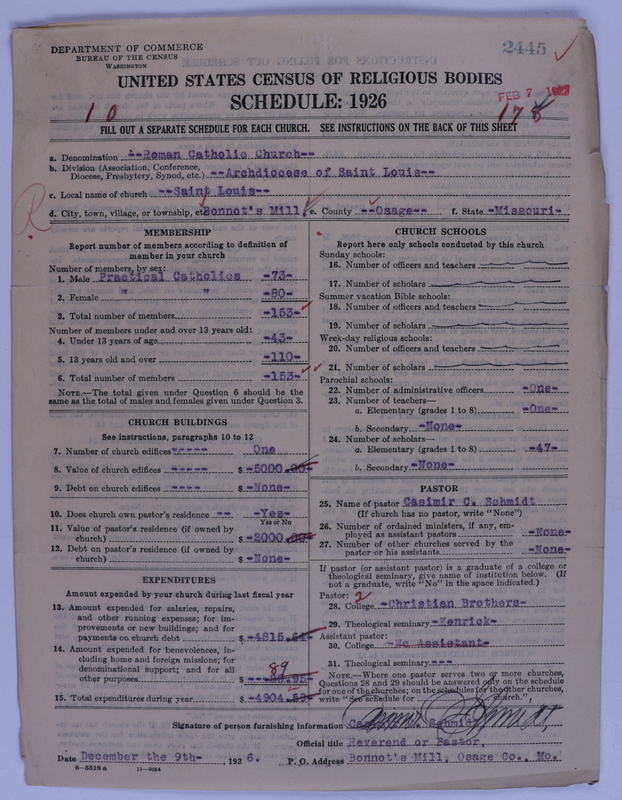 DEPARTMENT OF COMMERCE
BUREAU OF THE CENSUS
WASHINGTON
2445
UNITED STATES CENSUS OF RELIGIOUS BODIES
SCHEDULE: 1926
FEB 7
10
FILL OUT A SEPARATE SCHEDULE FOR EACH CHURCH. SEE INSTRUCTIONS ON THE BACK OF THIS SHEET
a. Denomination --Roman Catholic Church--
b. Division (Association, Conference,
Diocese, Presbytery, Synod, etc.) --Archdiocese of Saint Louis--
c. Local name of church --Saint Louis--
d. City, town, village, or township, etc. Bonnot's Mill, e. County --Osage-- f. State -Missouri-
R
MEMBERSHIP
Report number of members according to definition of
member in your church
Number of members, by sex:
1. Male Practical Catholics -73-
2. Female " " -80-
3. Total number of members -153-
Number of members under and over 13 years old:
4. Under 13 years of age -43-
5. 13 years old and over -110-
6. Total number of members -153-
NOTE.—The total given under Question 6 should be
same as the total of males and females given under Question 3.
CHURCH BUILDINGS
See instructions, paragraphs 10 to 12
7. Number of church edifices ----- One
8. Value of church edifices ----- $ -5000.00-
9. Debt on church edifices ---- $ -None-
10. Does church own pastor's residence -- -Yes-
Yes or No
11. Value of pastor's residence (if owned by
church) $ -2000.00-
12. Debt on pastor's residence (if owned by
church) $ -None-
EXPENDITURES
Amount expended by your church during last fiscal year
13. Amount expended for salaries, repairs,
and other running expenses; for im-
provements or new buildings; and for
payments on church debt $ -4815.
14. Amount expended for benevolences, in-
cluding home and foreign missions; for
denominational support; and for all
other purposes $ 89
15. Total expenditures during year $ -4904.59-
CHURCH SCHOOLS
Report here only schools conducted by this church
Sunday schools:
16. Number of officers and teachers
17. Number of scholars
Summer vacation Bible schools:
18. Number of officers and teachers
19. Number of scholars
Week-day religious schools:
20. Number of officers and teachers
21. Number of scholars
Parochial schools:
22. Number of administrative officers -One-
23. Number of teachers—
a. Elementary (grades 1 to 8) -One-
b. Secondary -None-
24. Number of scholars—
a. Elementary (grades 1 to 8) -47-
b. Secondary -None-
PASTOR
25. Name of pastor Casimir C. Schmidt
(If church has no pastor, write "None")
26. Number of ordained ministers, if any, em-
ployed as assistant pastors -None-
27. Number of other churches served by the
pastor or his assistants -None-
If pastor (or assistant pastor) is a graduate of a college or
theological seminary, give name of institution below. (If
not a graduate, write "No" in the space indicated.)
Pastor: 2
28. College -Christian Brothers-
29. Theological seminary -Kenrick-
Assistant pastor:
30. College -No Assistant-
31. Theological seminary ---
NOTE.—Where one pastor serves two or more churches,
Questions 28 and 29 should be answered only on the schedule
for one of the churches; on the schedules for the other churches,
write "See schedule for church.",
Signature of person furnishing information Schmidt
Official title Reverend or Pastor,
Date December the 9th-, 1926. P. O. Address Bonnot's Mill, Osage Co., Mo.
8-5518a 11-9084